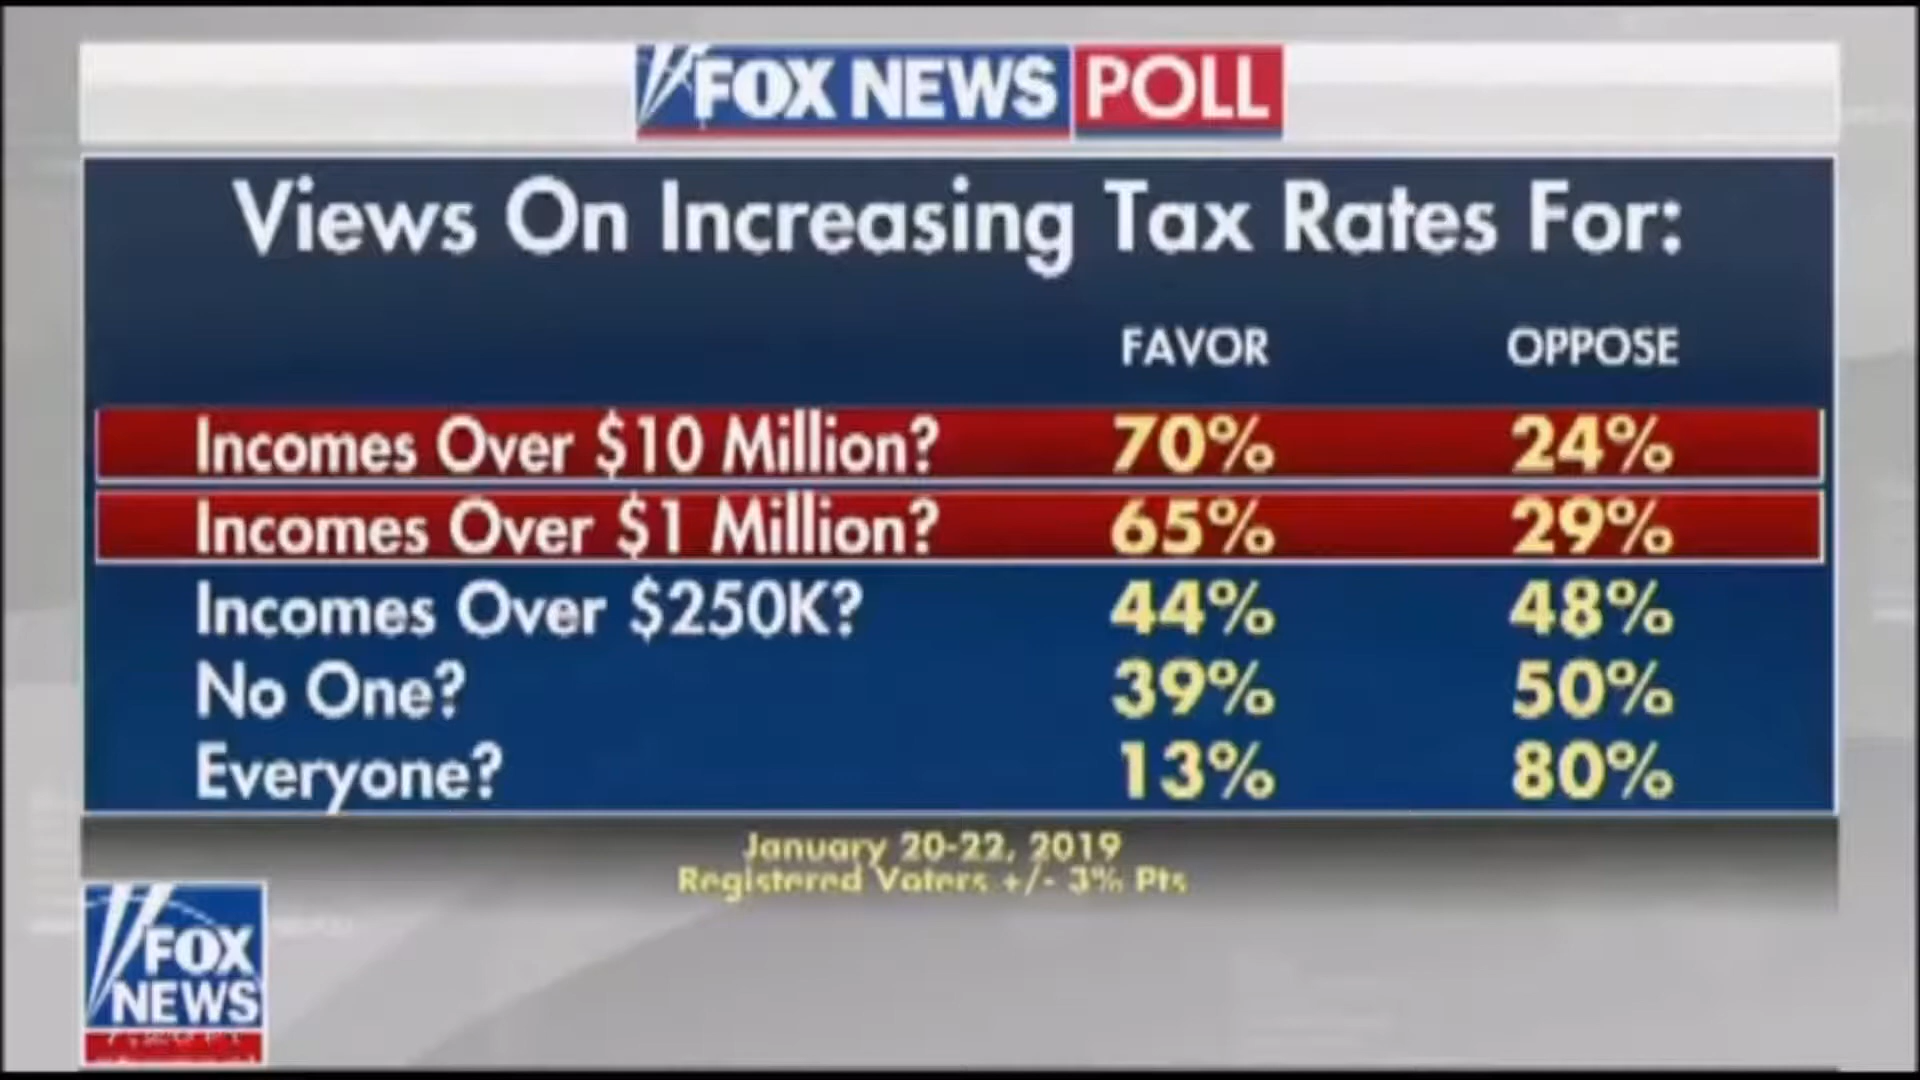 FOX NEWS POLL
Views On Increasing Tax Rates For:
FAVOR OPPOSE
Incomes Over $10 Million? 70% 24%
Incomes Over $1 Million? 65% 29%
Incomes Over $250K? 44% 48%
No One? 39% 50%
Everyone? 13% 80%
January 20-22, 2019
Registered Voters +/- 3% Pts
FOX
NEWS